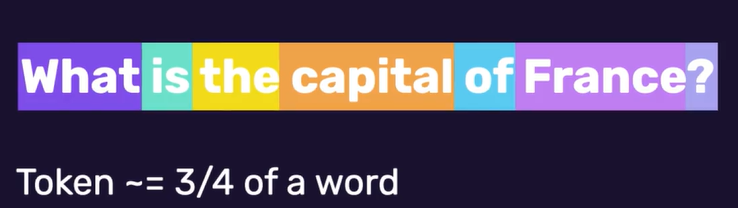 What is the capital of France?
Token ~= 3/4 of a word